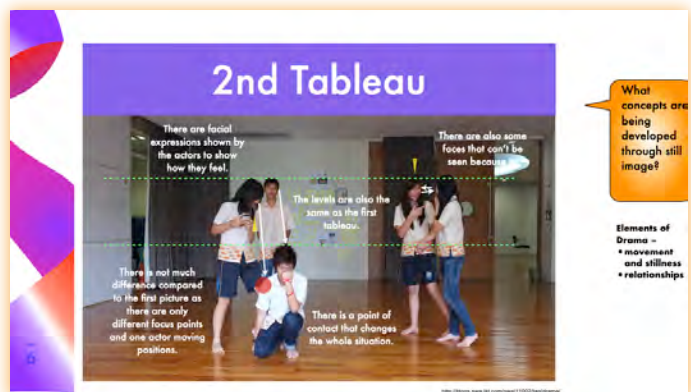 2nd Tableau
There are facial
expressions shown by
the actors to show
how they feel.
There are also some
faces that can't be
seen because
The levels are also the
same as the first
tableau.
There is not much
difference compared
to the first picture as
there are only
different focus points
and one actor moving
positions.
There is a point of
contact that changes
the whole situation.
What
concepts are
being
developed
through still
image?
Elements of
Drama –
• movement
and stillness
• relationships